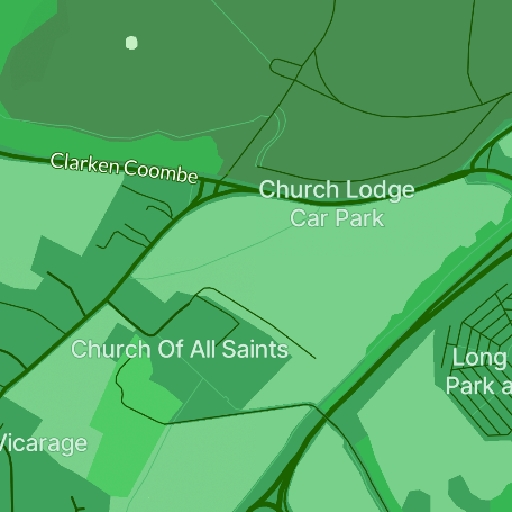 Clarken Coombe
Church Lodge
Car Park
Church Of All Saints
Long
Park a
Vicarage